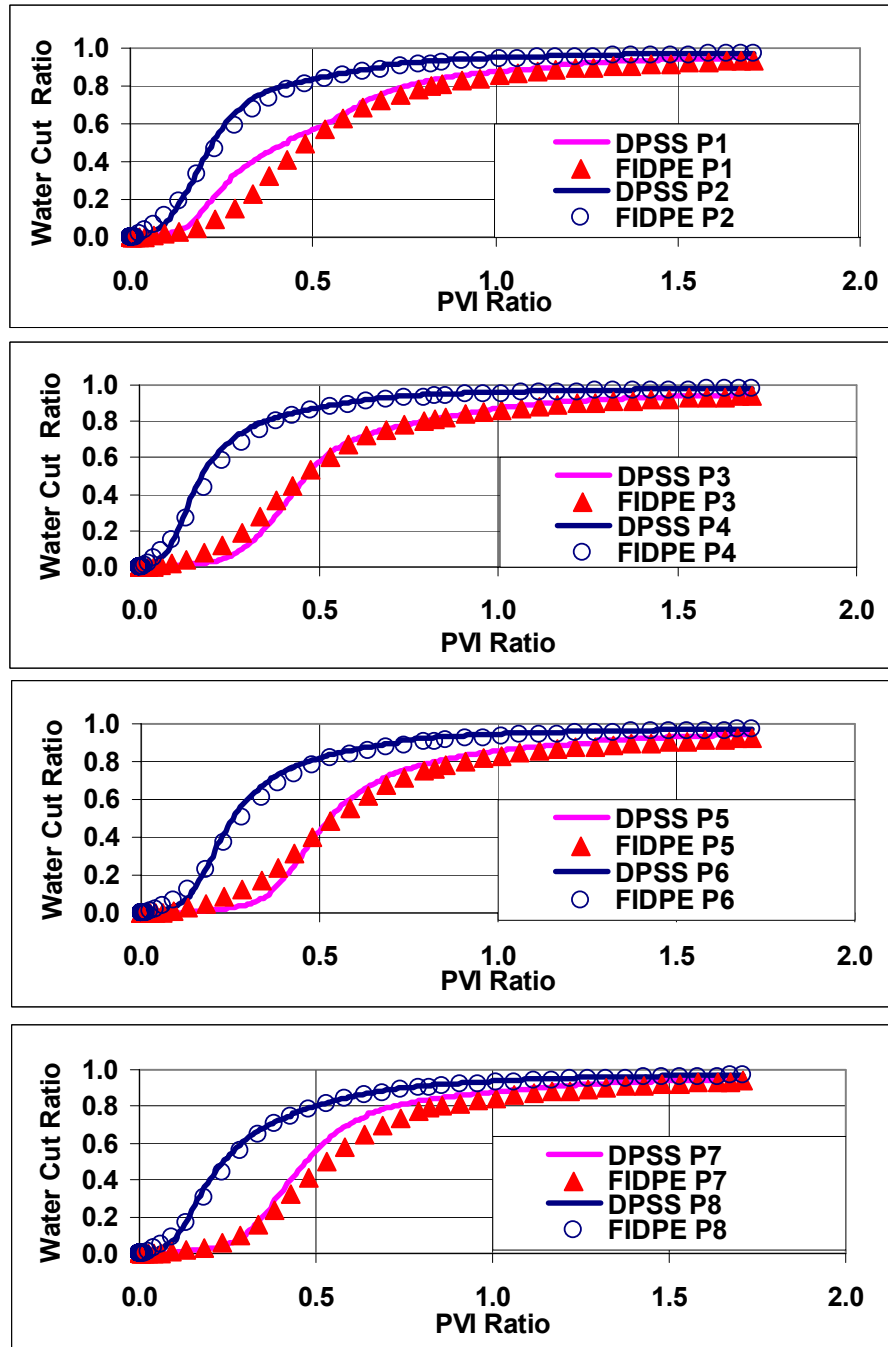 1.0
0.8
0.6
0.4
0.2
0.0
Water Cut Ratio
DPSS P1
FIDPE P1
DPSS P2
FIDPE P2
0.0 0.5 1.0 1.5 2.0
PVI Ratio
1.0
0.8
0.6
0.4
0.2
0.0
Water Cut Ratio
DPSS P3
FIDPE P3
DPSS P4
FIDPE P4
0.0 0.5 1.0 1.5 2.0
PVI Ratio
1.0
0.8
0.6
0.4
0.2
0.0
Water Cut Ratio
DPSS P5
FIDPE P5
DPSS P6
FIDPE P6
0.0 0.5 1.0 1.5 2.0
PVI Ratio
1.0
0.8
0.6
0.4
0.2
0.0
Water Cut Ratio
DPSS P7
FIDPE P7
DPSS P8
FIDPE P8
0.0 0.5 1.0 1.5 2.0
PVI Ratio